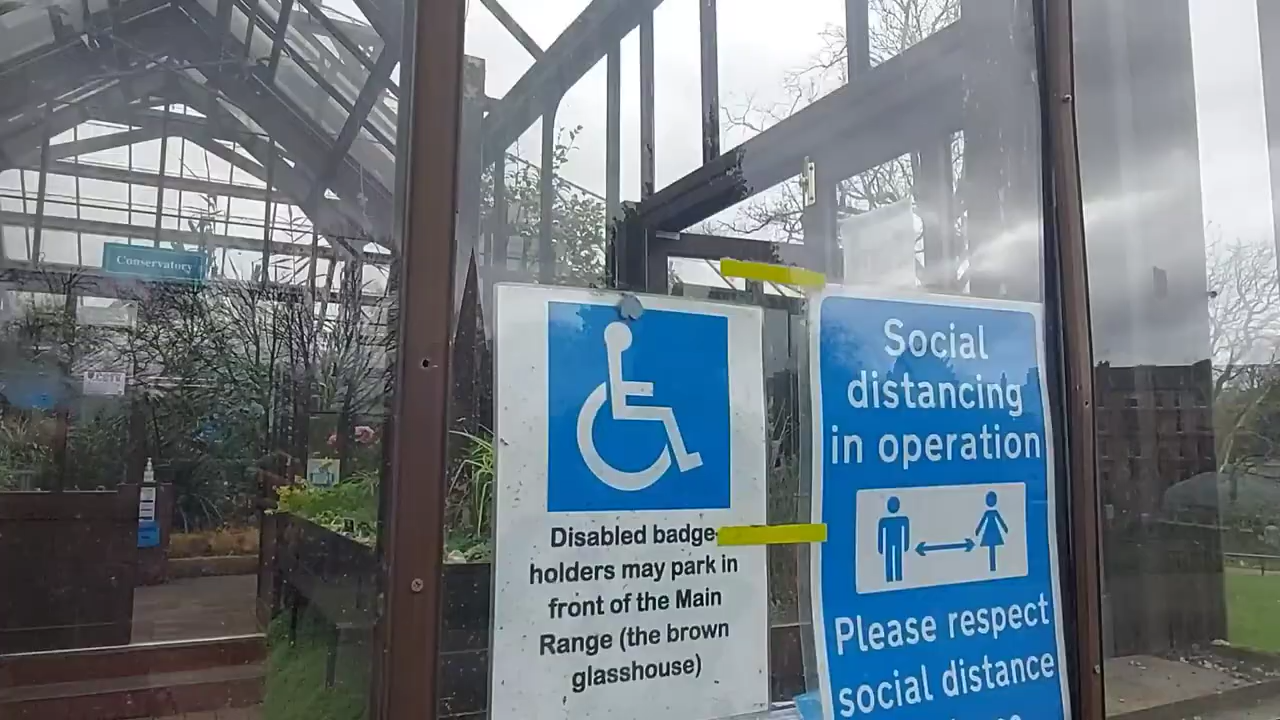 Conservatory
Disabled badge
holders may park in
front of the Main
Range (the brown
glasshouse)
Social
distancing
in operation
Please respect
social distance